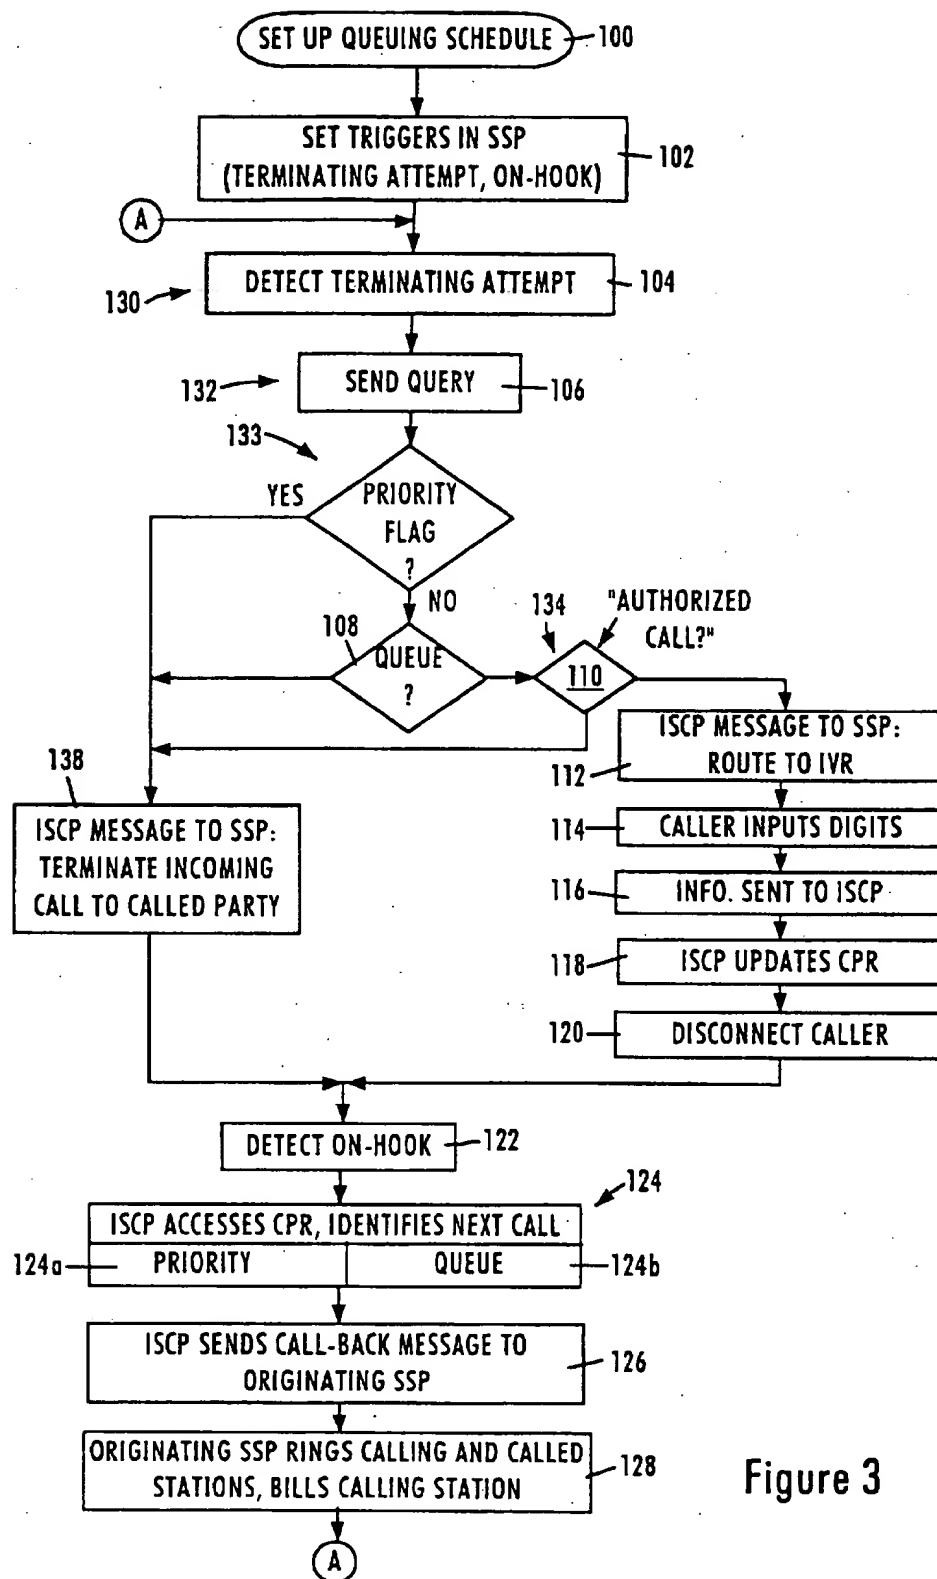 SET UP QUEUING SCHEDULE
100
SET TRIGGERS IN SSP
(TERMINATING ATTEMPT, ON-HOOK)
102
A
DETECT TERMINATING ATTEMPT
104
130
SEND QUERY
106
132
133
YES
PRIORITY
FLAG
?
NO
108
QUEUE
?
134
"AUTHORIZED
CALL?"
110
ISCP MESSAGE TO SSP:
ROUTE TO IVR
112
138
ISCP MESSAGE TO SSP:
TERMINATE INCOMING
CALL TO CALLED PARTY
CALLER INPUTS DIGITS
114
INFO. SENT TO ISCP
116
ISCP UPDATES CPR
118
DISCONNECT CALLER
120
DETECT ON-HOOK
122
124
ISCP ACCESSES CPR, IDENTIFIES NEXT CALL
124a
PRIORITY
QUEUE
124b
ISCP SENDS CALL-BACK MESSAGE TO
ORIGINATING SSP
126
ORIGINATING SSP RINGS CALLING AND CALLED
STATIONS, BILLS CALLING STATION
128
Figure 3
A